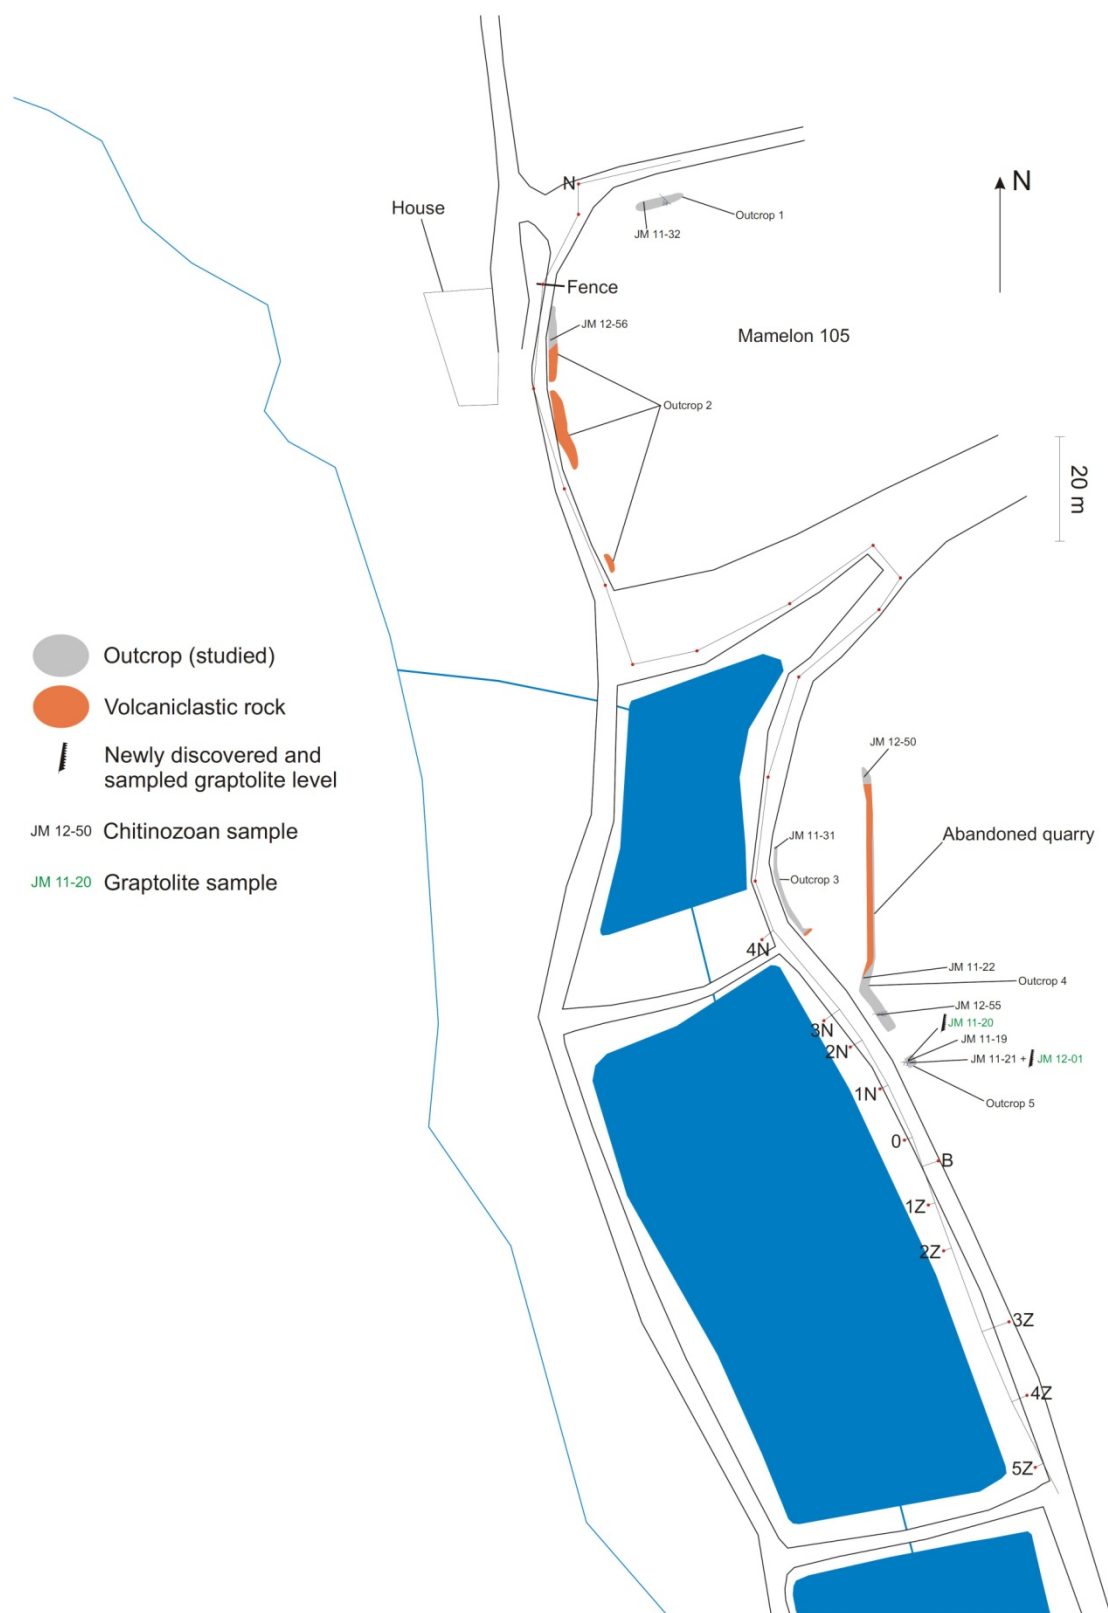 N
N
House
Outcrop 1
JM 11-32
Fence
JM 12-56
Mamelon 105
Outcrop 2
20 m
Outcrop (studied)
Volcaniclastic rock
Newly discovered and
sampled graptolite level
JM 12-50 Chitinozoan sample
JM 11-20 Graptolite sample
JM 12-50
JM 11-31
Abandoned quarry
Outcrop 3
4N
JM 11-22
Outcrop 4
JM 12-55
3N
JM 11-20
2N
JM 11-19
JM 11-21 + JM 12-01
1N
Outcrop 5
0
B
1Z
2Z
3Z
4Z
5Z